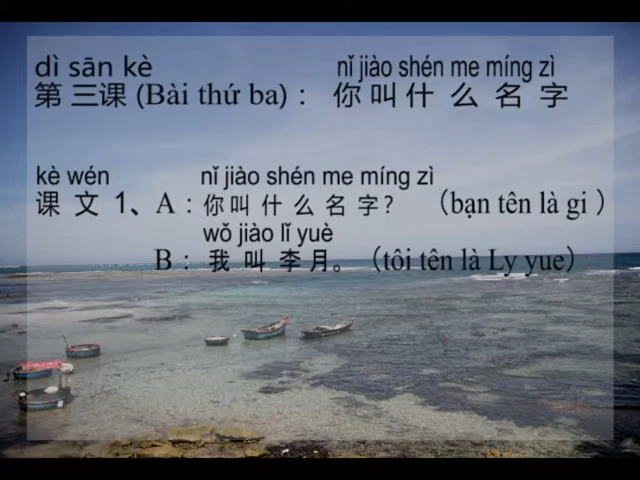 dì sān kè nǐ jiào shén me míng zì
第 三课 (Bài thứ ba) : 你 叫 什 么 名 字
kè wén nǐ jiào shén me míng zì
课 文 1、A : 你 叫 什 么 名 字 ? (bạn tên là gi )
wǒ jiào lǐ yuè
B : 我 叫 李 月。 (tôi tên là Ly yue)